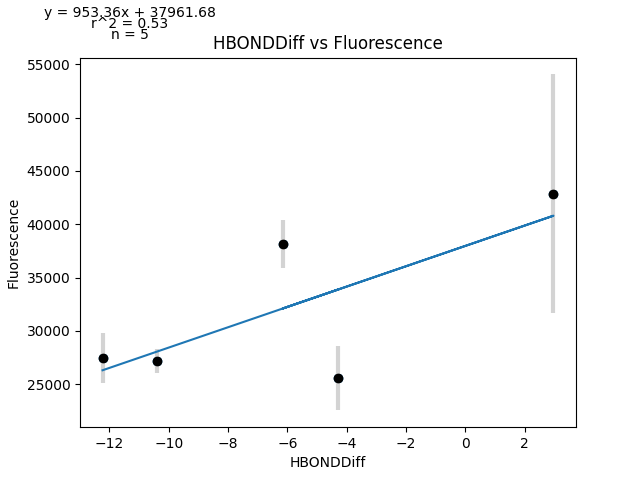 y = 953.36x + 37961.68
r^2 = 0.53
n = 5
HBONDDiff vs Fluorescence
55000
50000
45000
40000
35000
30000
25000
Fluorescence
−12
−10
−8
−6
−4
−2
0
2
HBONDDiff